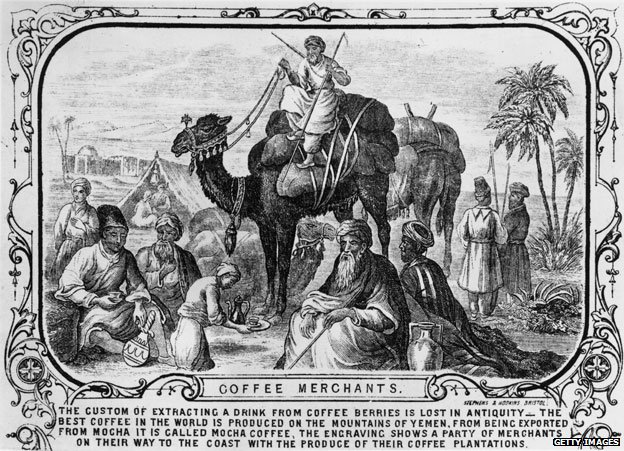 COFFEE MERCHANTS.
STEPHENS & HOPKINS, BRISTOL.
THE CUSTOM OF EXTRACTING A DRINK FROM COFFEE BERRIES IS LOST IN ANTIQUITY — THE
BEST COFFEE IN THE WORLD IS PRODUCED ON THE MOUNTAINS OF YEMEN, FROM BEING EXPORTED
FROM MOCHA IT IS CALLED MOCHA COFFEE, THE ENGRAVING SHOWS A PARTY OF MERCHANTS
ON THEIR WAY TO THE COAST WITH THE PRODUCE OF THEIR COFFEE PLANTATIONS.
GETTY IMAGES